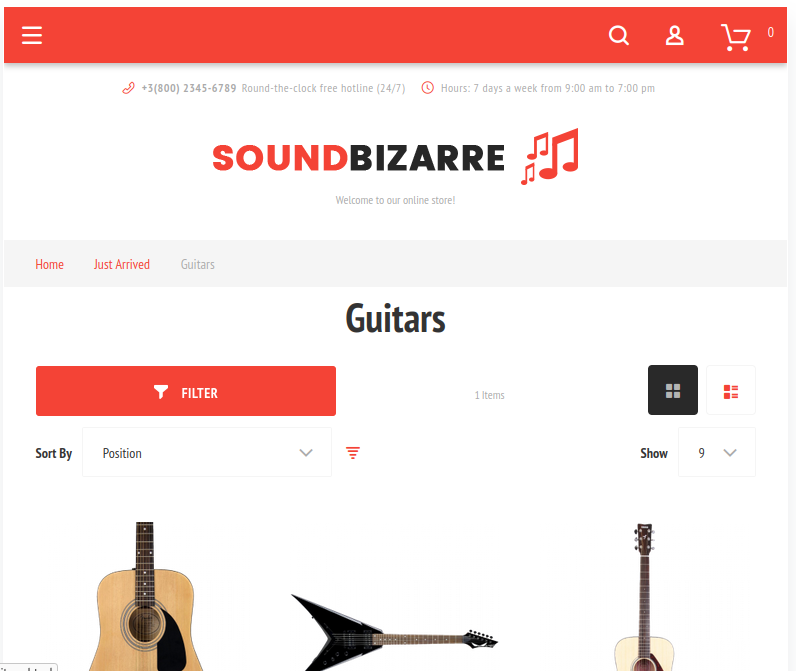 0
+3(800) 2345-6789 Round-the-clock free hotline (24/7) Hours: 7 days a week from 9:00 am to 7:00 pm
SOUNDBIZARRE
Welcome to our online store!
Home Just Arrived Guitars
Guitars
FILTER 1 Items
Sort By Position Show 9